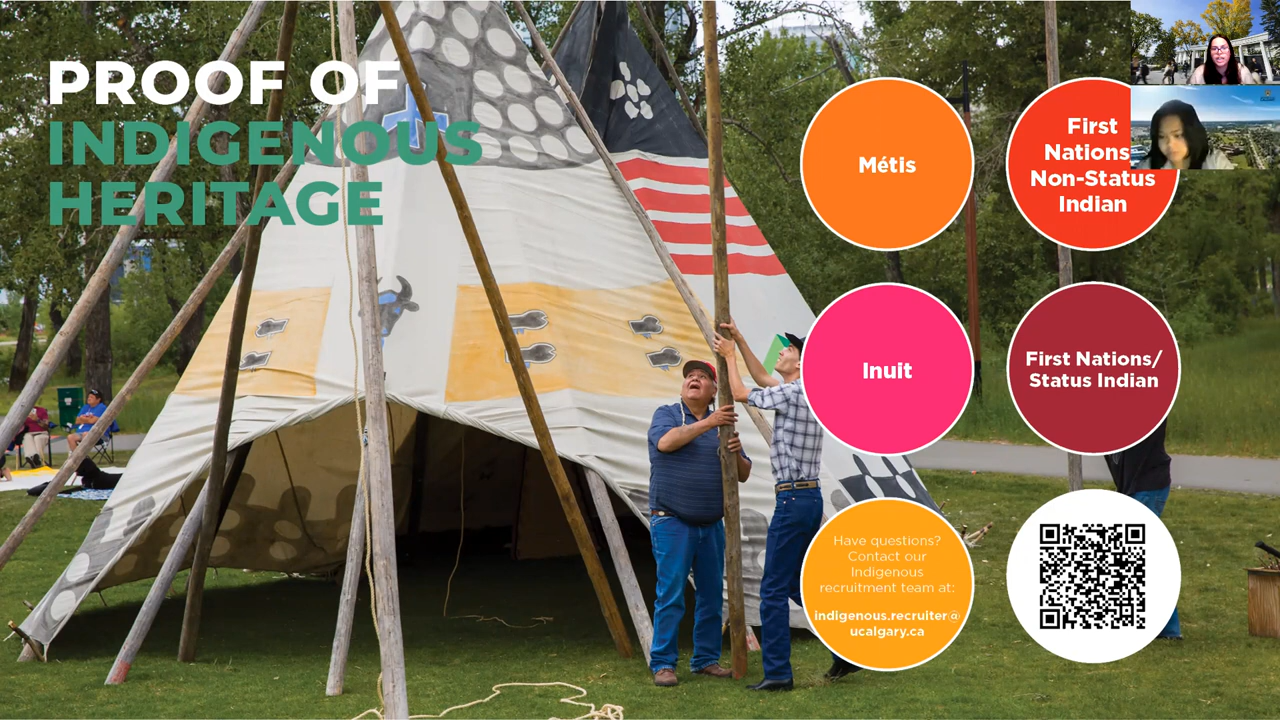 PROOF OF
INDIGENOUS
HERITAGE
Métis
First
Nations
Non-Status
Indian
Inuit
First Nations/
Status Indian
Have questions?
Contact our
Indigenous
recruitment team at:
indigenous.recruiter@
ucalgary.ca